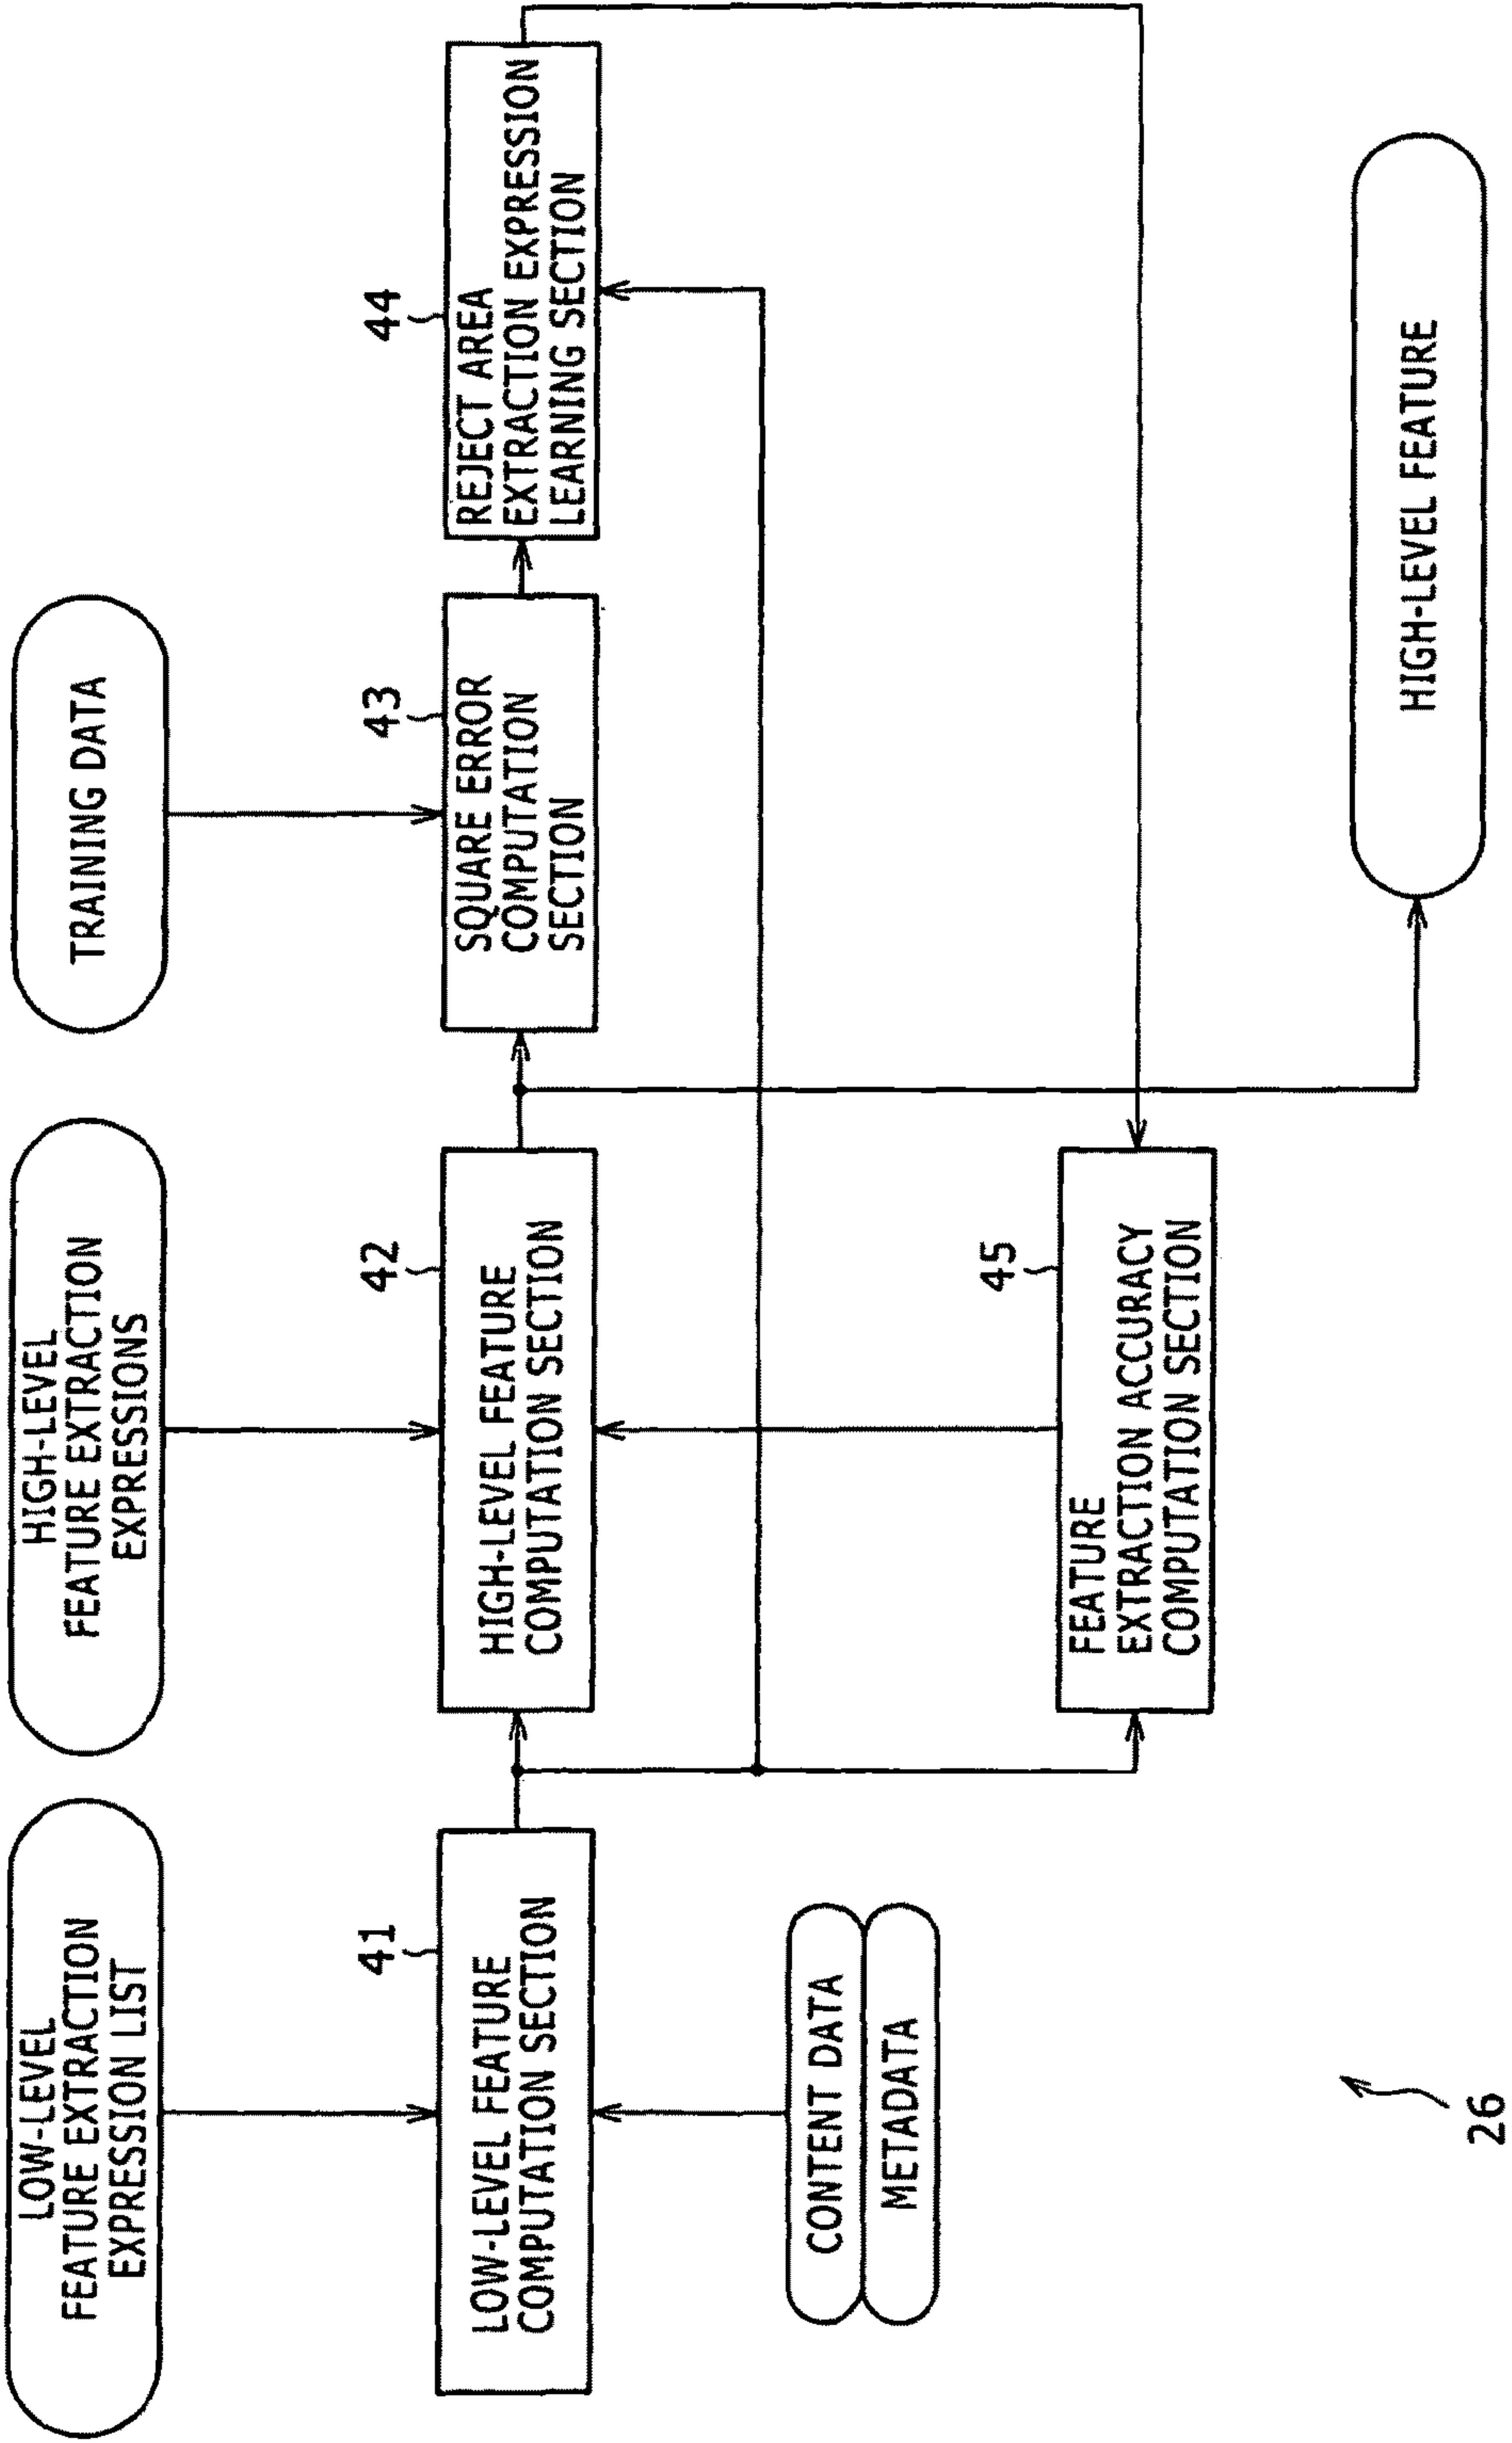 LOW-LEVEL
FEATURE EXTRACTION
EXPRESSION LIST
HIGH-LEVEL
FEATURE EXTRACTION
EXPRESSIONS
TRAINING DATA
41
LOW-LEVEL FEATURE
COMPUTATION SECTION
42
HIGH-LEVEL FEATURE
COMPUTATION SECTION
43
SQUARE ERROR
COMPUTATION
SECTION
44
REJECT AREA
EXTRACTION EXPRESSION
LEARNING SECTION
CONTENT DATA
METADATA
45
FEATURE
EXTRACTION ACCURACY
COMPUTATION SECTION
HIGH-LEVEL FEATURE
26